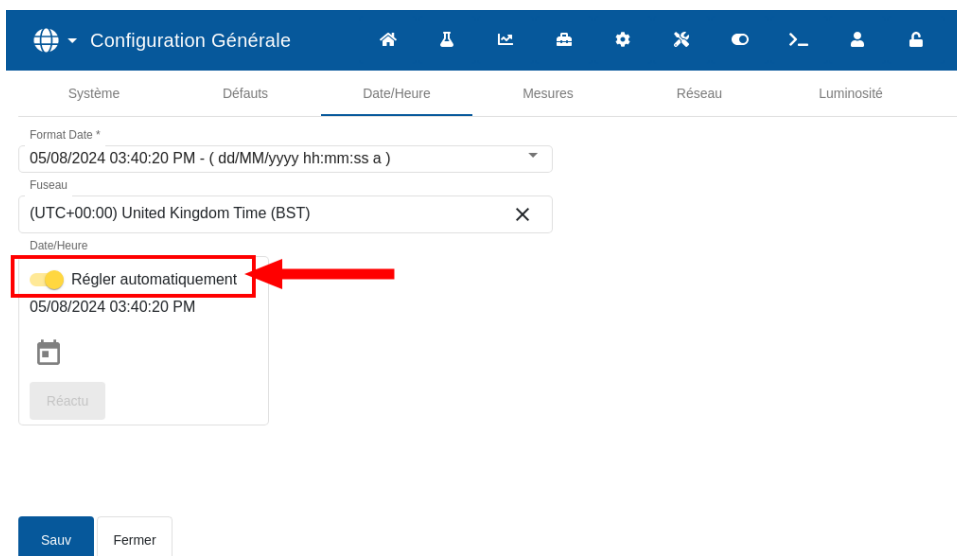 Configuration Générale
Système Défauts Date/Heure Mesures Réseau Luminosité
Format Date *
05/08/2024 03:40:20 PM - ( dd/MM/yyyy hh:mm:ss a )
Fuseau
(UTC+00:00) United Kingdom Time (BST)
Date/Heure
Régler automatiquement
05/08/2024 03:40:20 PM
Réactu
Sauv Fermer